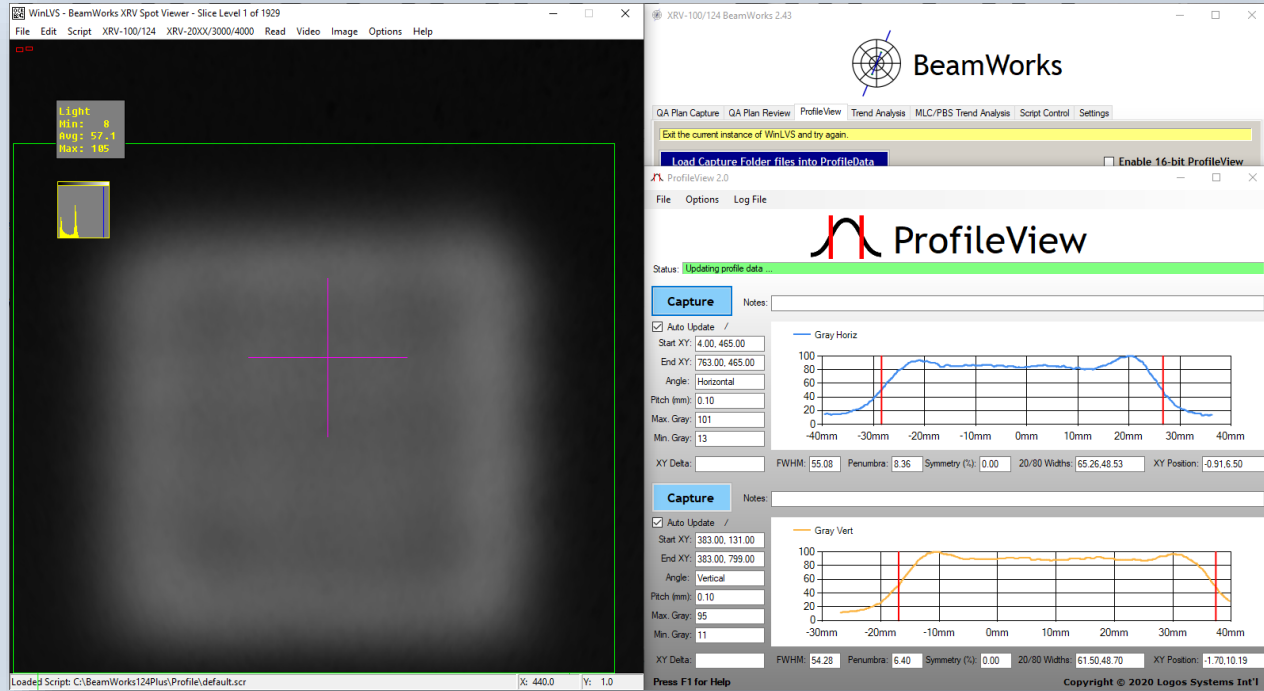 WinLVS - BeamWorks XRV Spot Viewer - Slice Level 1 of 1929
File Edit Script XRV-100/124 XRV-20XX/3000/4000 Read Video Image Options Help
Light
Min: 8
Avg: 57.1
Max: 105
Loaded Script: C:\BeamWorks124Plus\Profile\default.scr
X: 440.0
Y: 1.0
XRV-100/124 BeamWorks 2.43
BeamWorks
QA Plan Capture QA Plan Review ProfileView Trend Analysis MLC/PBS Trend Analysis Script Control Settings
Exit the current instance of WinLVS and try again.
Load Capture Folder files into ProfileData
Enable 16-bit ProfileView
ProfileView 2.0
File Options Log File
ProfileView
Status: Updating profile data ...
Capture
Notes:
Auto Update /
Start XY: 4.00, 465.00
End XY: 763.00, 465.00
Angle: Horizontal
Pitch (mm): 0.10
Max. Gray: 101
Min. Gray: 13
XY Delta:
Gray Horiz
100
80
60
40
20
0
-40mm -30mm -20mm -10mm 0mm 10mm 20mm 30mm 40mm
FWHM: 55.08 Penumbra: 8.36 Symmetry (%): 0.00 20/80 Widths: 65.26,48.53 XY Position: -0.91,6.50
Capture
Notes:
Auto Update /
Start XY: 383.00, 131.00
End XY: 383.00, 799.00
Angle: Vertical
Pitch (mm): 0.10
Max. Gray: 95
Min. Gray: 11
XY Delta:
Gray Vert
100
80
60
40
20
0
-30mm -20mm -10mm 0mm 10mm 20mm 30mm 40mm
FWHM: 54.28 Penumbra: 6.40 Symmetry (%): 0.00 20/80 Widths: 61.50,48.70 XY Position: -1.70,10.19
Press F1 for Help
Copyright © 2020 Logos Systems Int'l